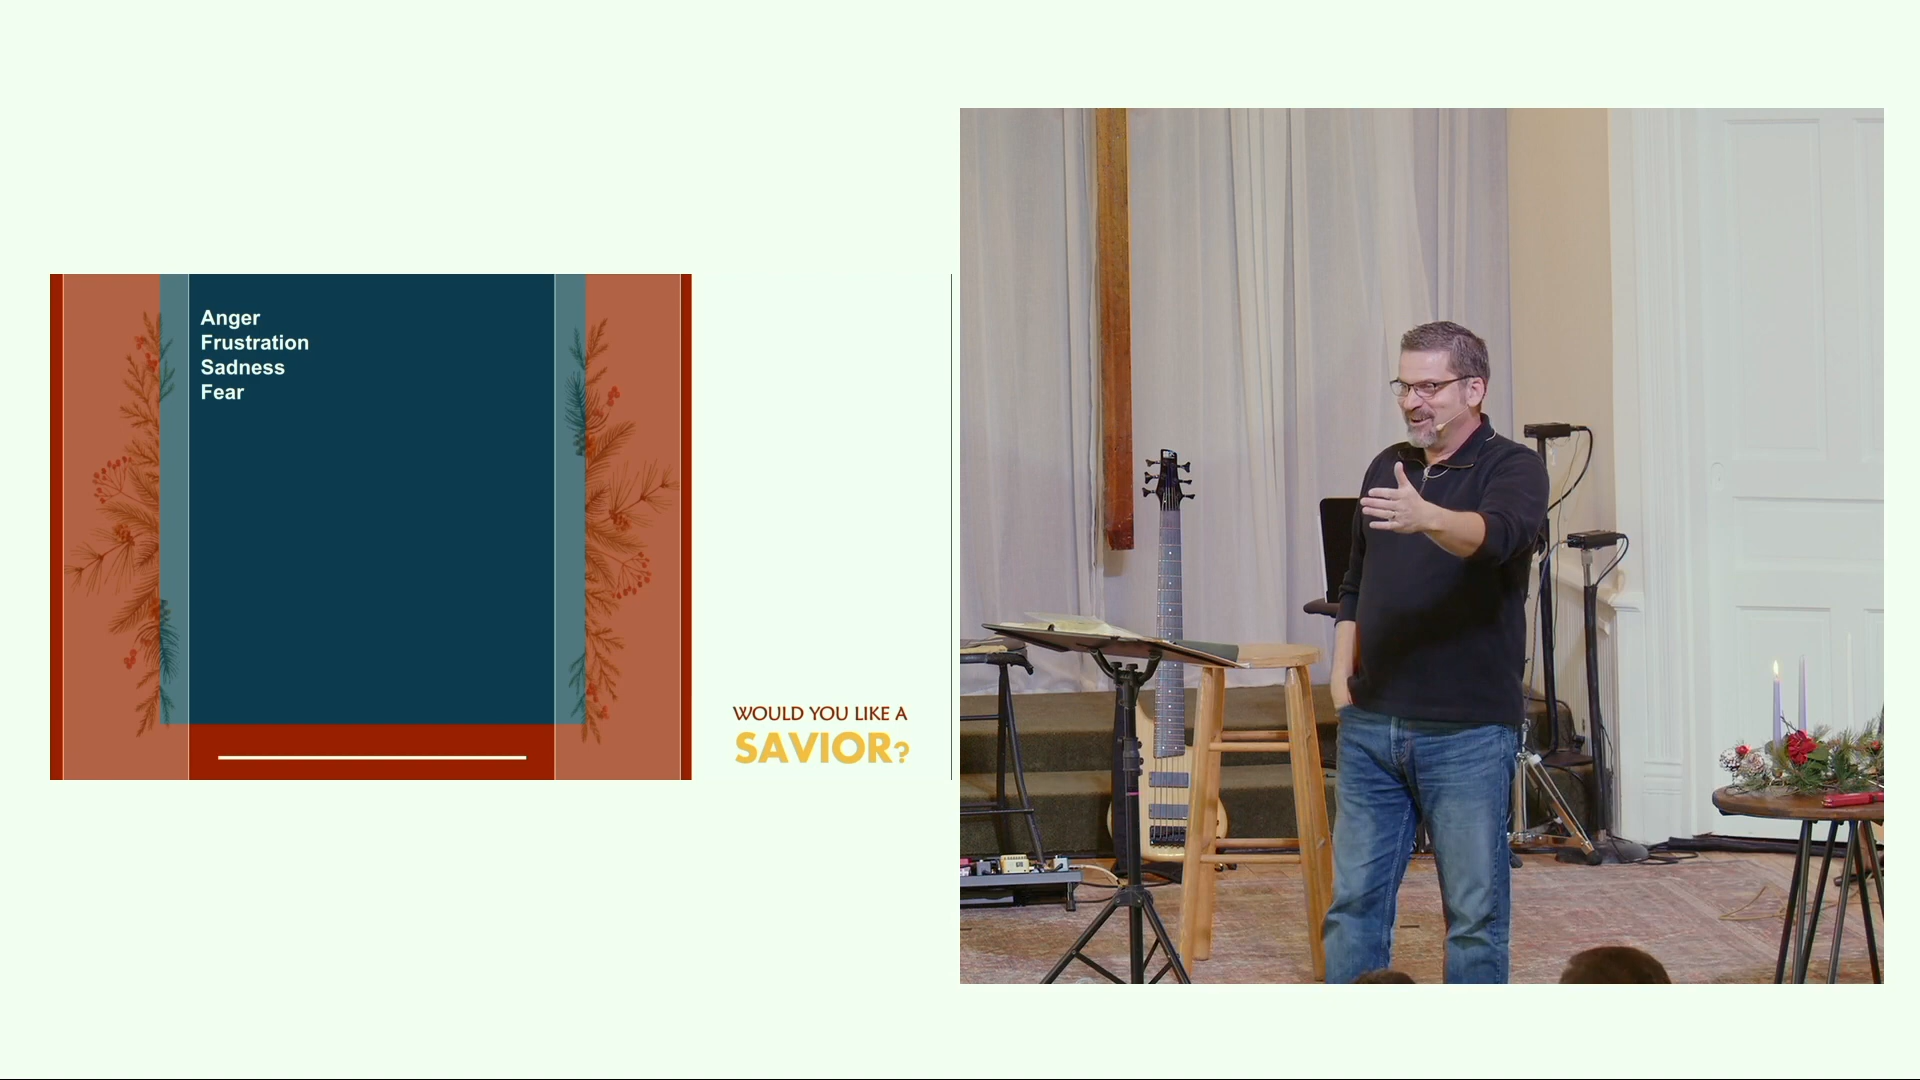 Anger
Frustration
Sadness
Fear
WOULD YOU LIKE A
SAVIOR?